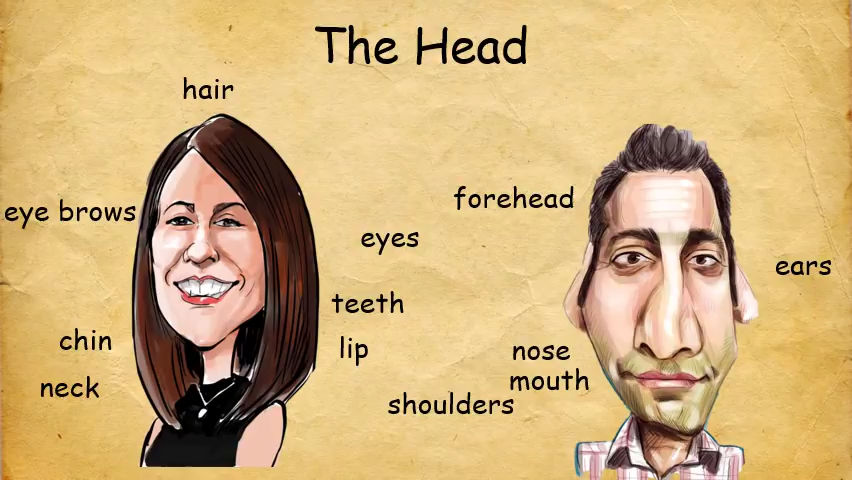 The Head
hair
eye brows
forehead
eyes
ears
teeth
chin
lip
nose
mouth
neck
shoulders